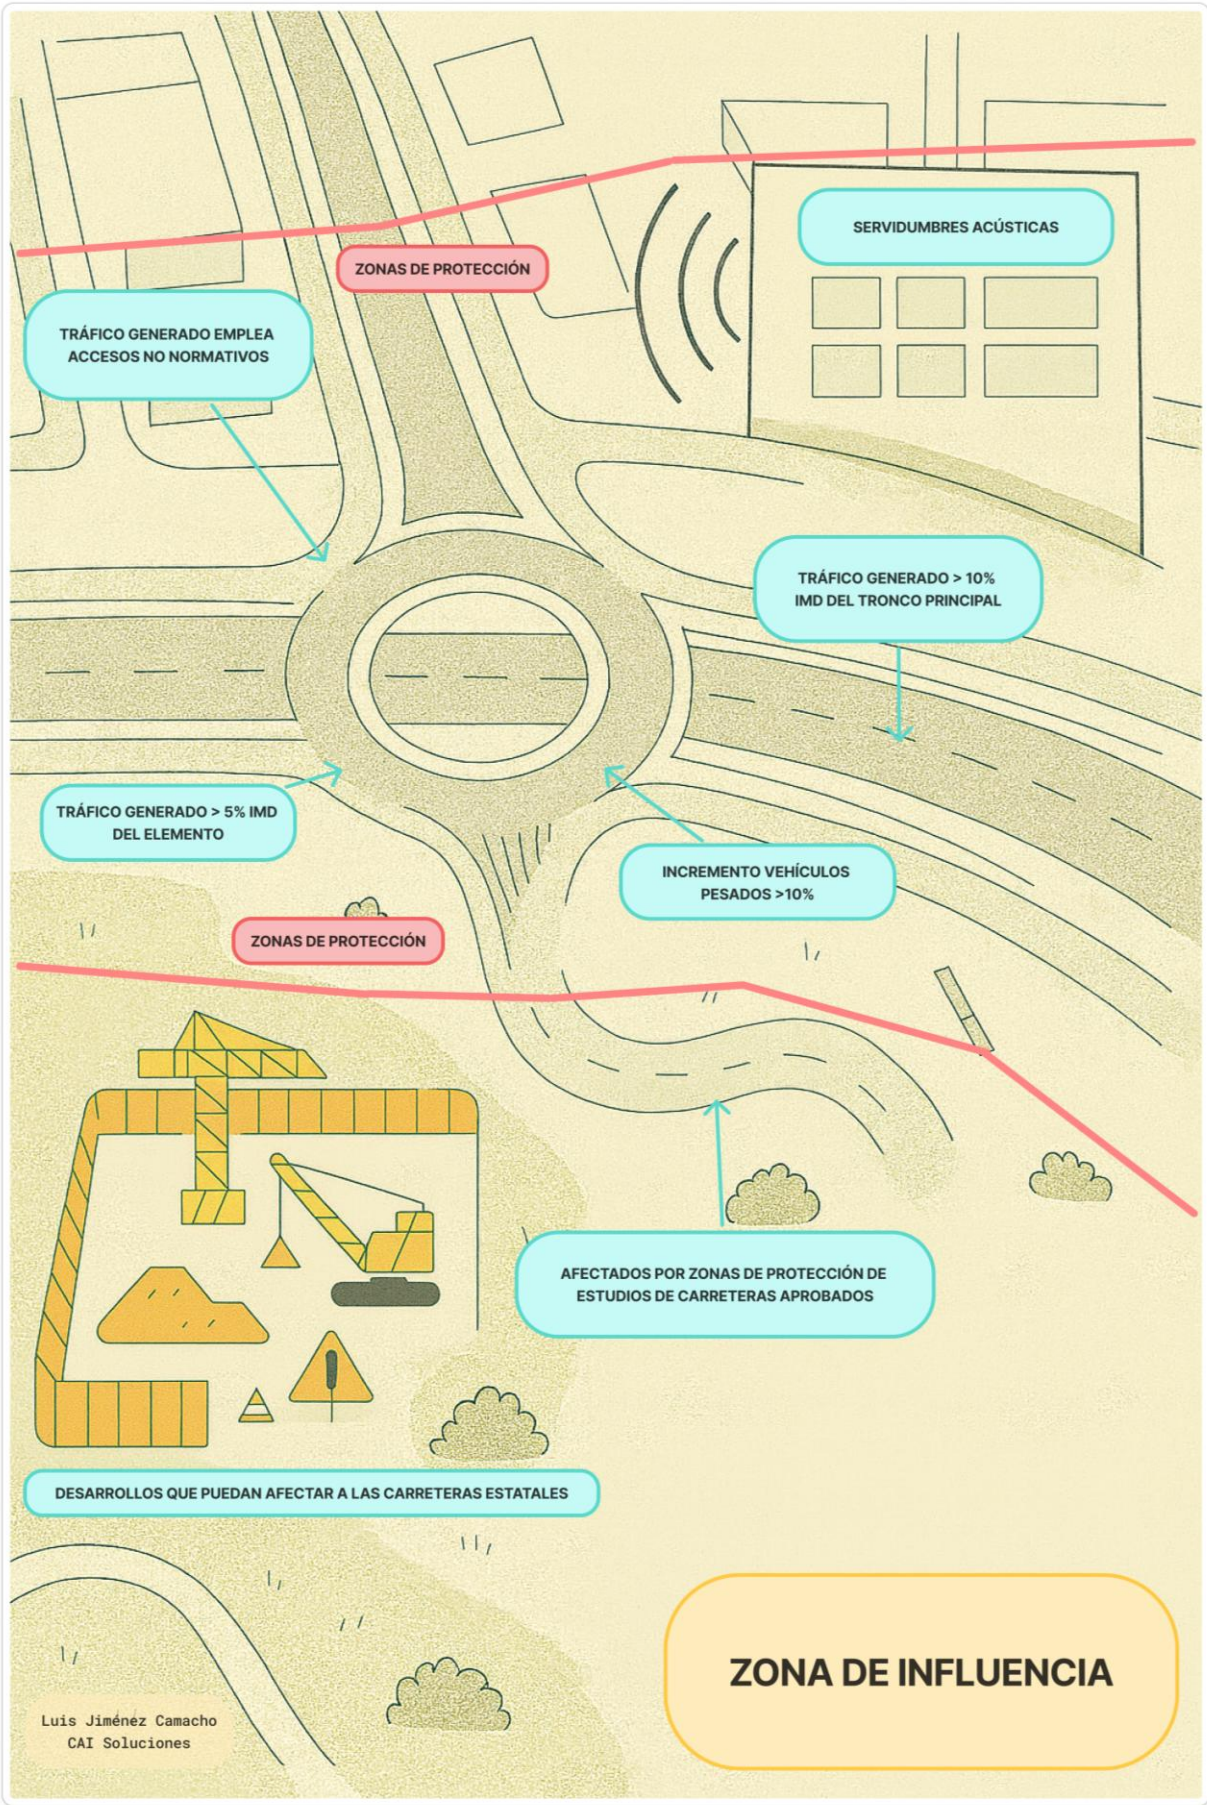 SERVIDUMBRES ACÚSTICAS
ZONAS DE PROTECCIÓN
TRÁFICO GENERADO EMPLEA
ACCESOS NO NORMATIVOS
TRÁFICO GENERADO > 10%
IMD DEL TRONCO PRINCIPAL
TRÁFICO GENERADO > 5% IMD
DEL ELEMENTO
INCREMENTO VEHÍCULOS
PESADOS >10%
ZONAS DE PROTECCIÓN
AFECTADOS POR ZONAS DE PROTECCIÓN DE
ESTUDIOS DE CARRETERAS APROBADOS
DESARROLLOS QUE PUEDAN AFECTAR A LAS CARRETERAS ESTATALES
ZONA DE INFLUENCIA
Luis Jiménez Camacho
CAI Soluciones